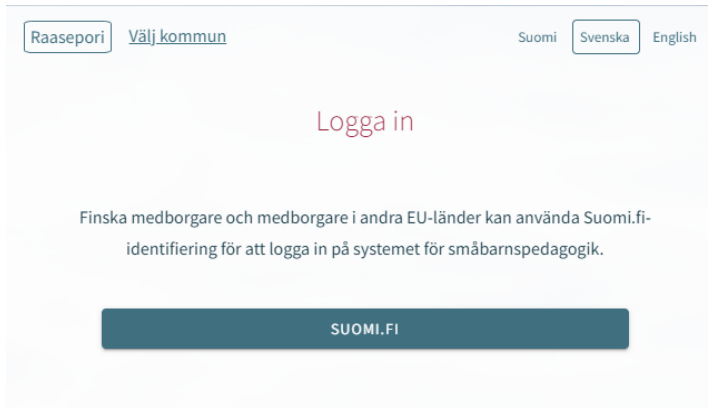 Raasepori Välj kommun Suomi Svenska English
Logga in
Finska medborgare och medborgare i andra EU-länder kan använda Suomi.fi-
identifiering för att logga in på systemet för småbarnspedagogik.
SUOMI.FI